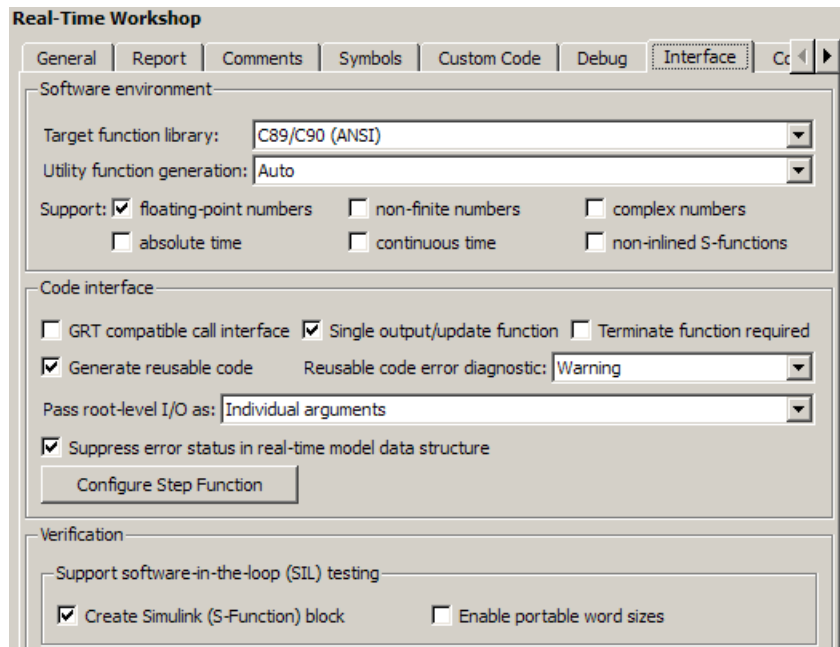 Real-Time Workshop
General Report Comments Symbols Custom Code Debug Interface
Software environment
Target function library: C89/C90 (ANSI)
Utility function generation: Auto
Support: floating-point numbers non-finite numbers complex numbers
absolute time continuous time non-inlined S-functions
Code interface
GRT compatible call interface Single output/update function Terminate function required
Generate reusable code Reusable code error diagnostic: Warning
Pass root-level I/O as: Individual arguments
Suppress error status in real-time model data structure
Configure Step Function
Verification
Support software-in-the-loop (SIL) testing
Create Simulink (S-Function) block Enable portable word sizes